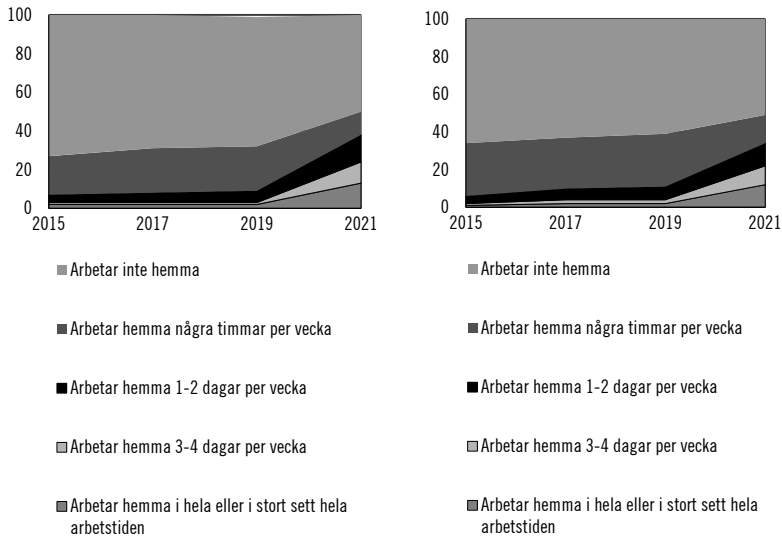 100
80
60
40
20
0
2015 2017 2019 2021
Arbetar inte hemma
Arbetar hemma några timmar per vecka
Arbetar hemma 1-2 dagar per vecka
Arbetar hemma 3-4 dagar per vecka
Arbetar hemma i hela eller i stort sett hela
arbetstiden
100
80
60
40
20
0
2015 2017 2019 2021
Arbetar inte hemma
Arbetar hemma några timmar per vecka
Arbetar hemma 1-2 dagar per vecka
Arbetar hemma 3-4 dagar per vecka
Arbetar hemma i hela eller i stort sett hela
arbetstiden